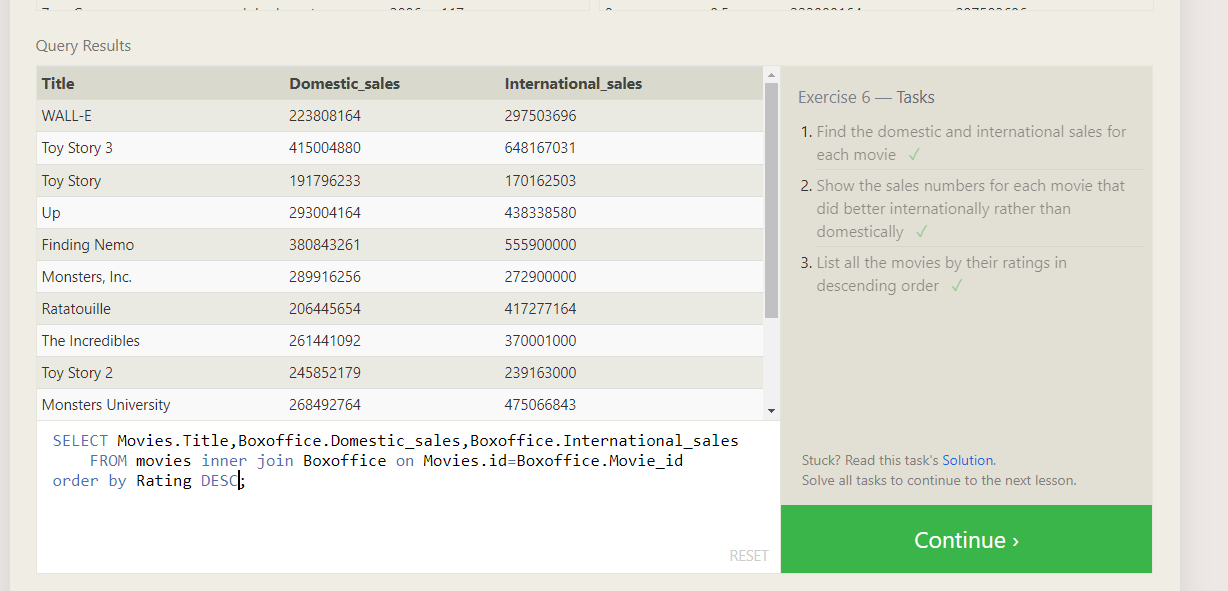 Query Results
Title Domestic_sales International_sales
WALL-E 223808164 297503696
Toy Story 3 415004880 648167031
Toy Story 191796233 170162503
Up 293004164 438338580
Finding Nemo 380843261 555900000
Monsters, Inc. 289916256 272900000
Ratatouille 206445654 417277164
The Incredibles 261441092 370001000
Toy Story 2 245852179 239163000
Monsters University 268492764 475066843
SELECT Movies.Title,Boxoffice.Domestic_sales,Boxoffice.International_sales
FROM movies inner join Boxoffice on Movies.id=Boxoffice.Movie_id
order by Rating DESC;
RESET
Exercise 6 — Tasks
1. Find the domestic and international sales for
each movie ✓
2. Show the sales numbers for each movie that
did better internationally rather than
domestically ✓
3. List all the movies by their ratings in
descending order ✓
Stuck? Read this task's Solution.
Solve all tasks to continue to the next lesson.
Continue ›